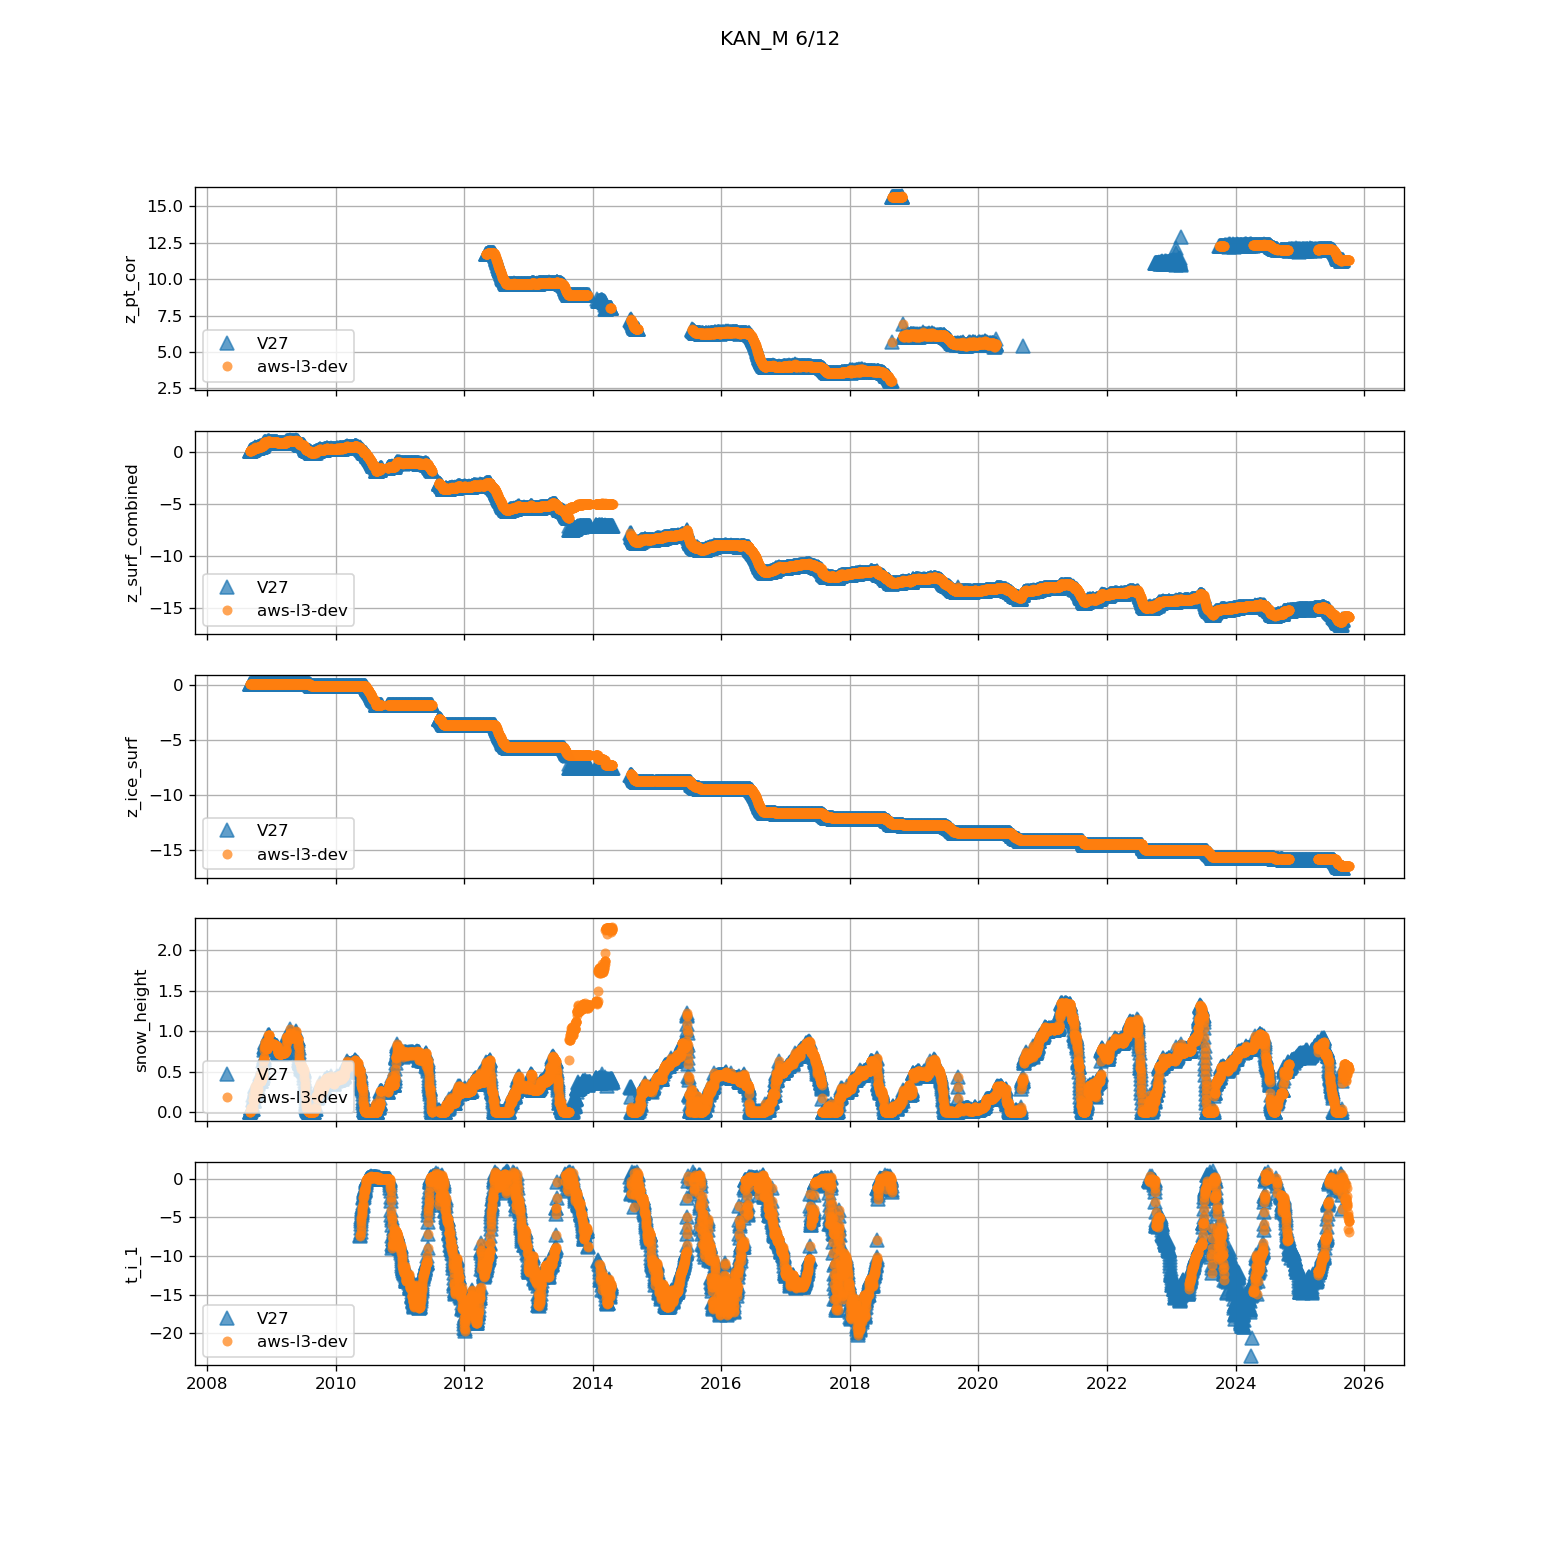 KAN_M 6/12
z_pt_cor
15.0
12.5
10.0
7.5
5.0
2.5
V27
aws-l3-dev
z_surf_combined
0
−5
−10
−15
V27
aws-l3-dev
z_ice_surf
0
−5
−10
−15
V27
aws-l3-dev
snow_height
2.0
1.5
1.0
0.5
0.0
V27
aws-l3-dev
t_i_1
0
−5
−10
−15
−20
V27
aws-l3-dev
2008 2010 2012 2014 2016 2018 2020 2022 2024 2026